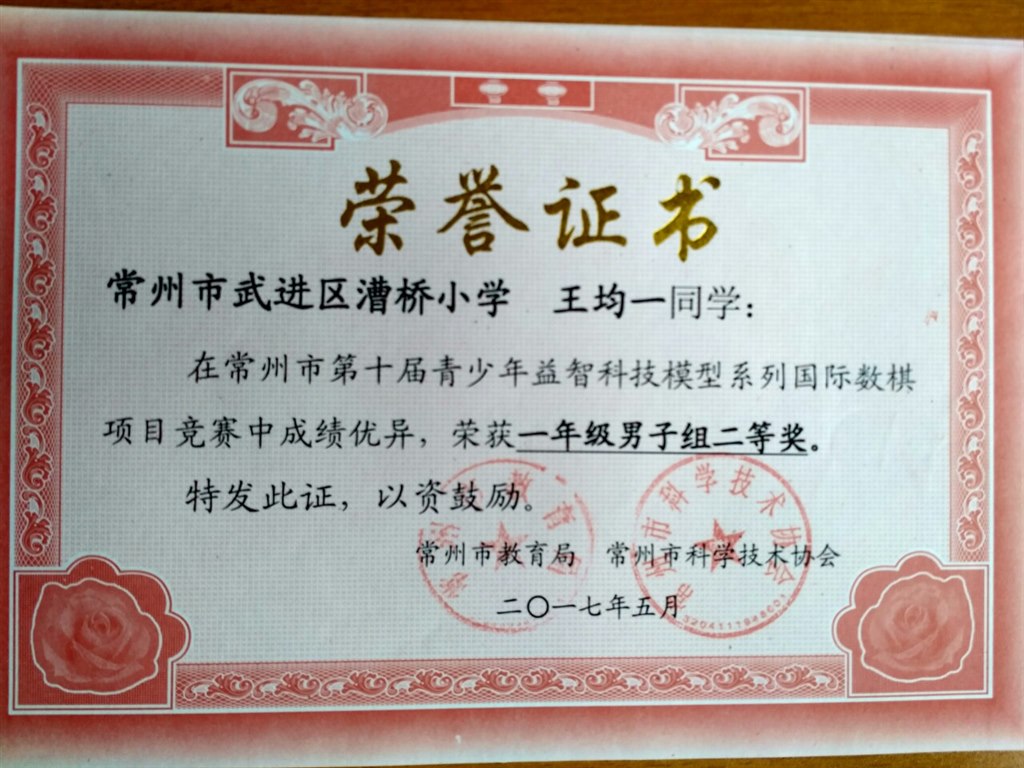 荣誉证书
常州市武进区漕桥小学 王均一同学：
在常州市第十届青少年益智科技模型系列国际数棋
项目竞赛中成绩优异，荣获一年级男子组二等奖。
特发此证，以资鼓励。
常州市教育局 常州市科学技术协会
二〇一七年五月